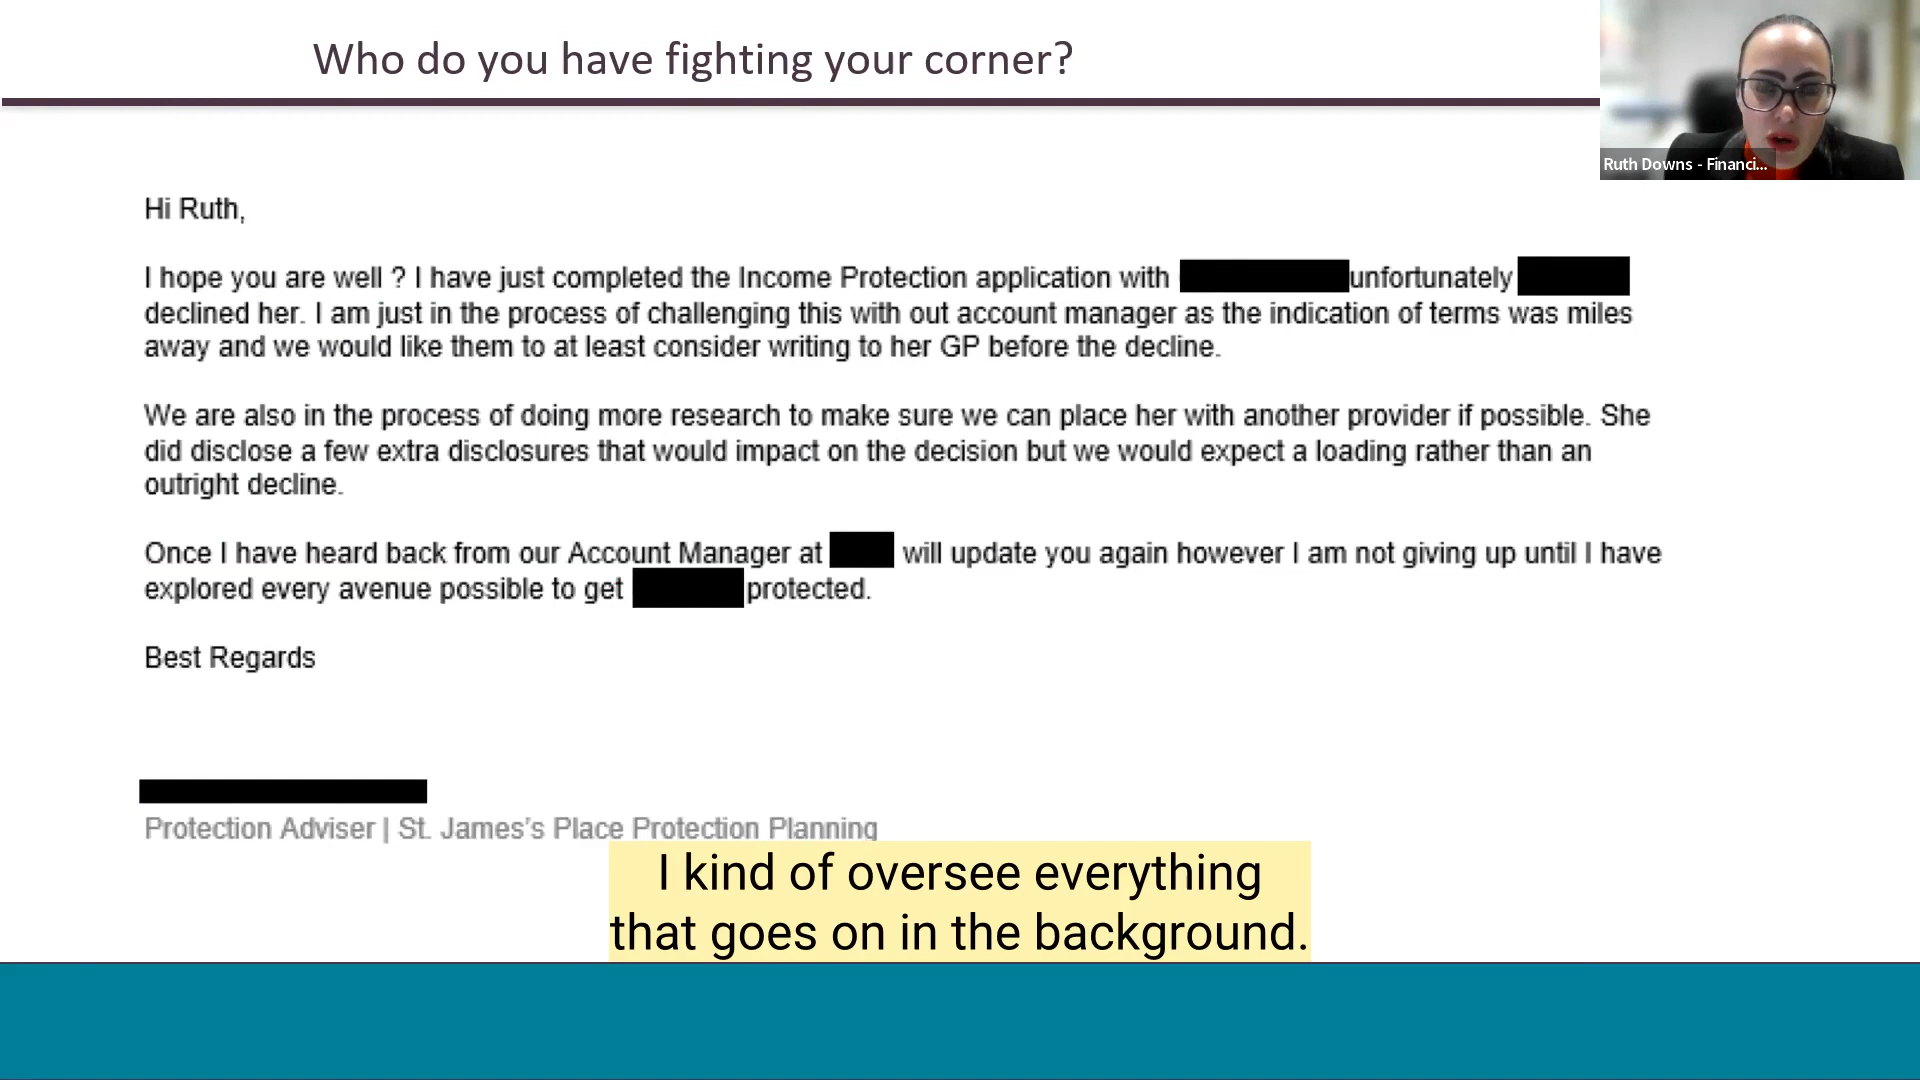 Who do you have fighting your corner?
Ruth Downs - Financi...
Hi Ruth,
I hope you are well ? I have just completed the Income Protection application with unfortunately
declined her. I am just in the process of challenging this with out account manager as the indication of terms was miles
away and we would like them to at least consider writing to her GP before the decline.
We are also in the process of doing more research to make sure we can place her with another provider if possible. She
did disclose a few extra disclosures that would impact on the decision but we would expect a loading rather than an
outright decline.
Once I have heard back from our Account Manager at will update you again however I am not giving up until I have
explored every avenue possible to get protected.
Best Regards
Protection Adviser | St. James's Place Protection Planning
I kind of oversee everything
that goes on in the background.